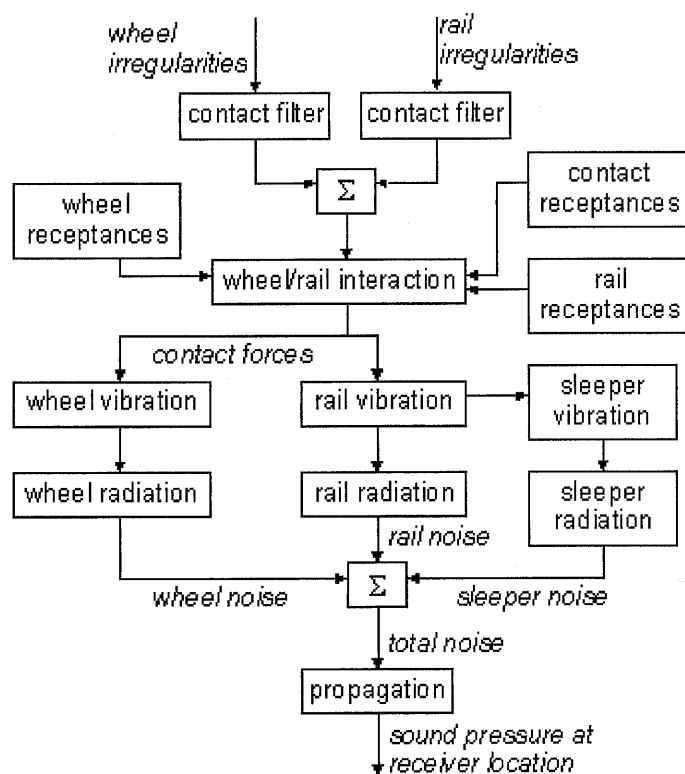 wheel
irregularities
rail
irregularities
contact filter
contact filter
Σ
wheel
receptances
contact
receptances
wheel/rail interaction
rail
receptances
contact forces
wheel vibration
rail vibration
sleeper
vibration
wheel radiation
rail radiation
sleeper
radiation
rail noise
wheel noise
Σ
sleeper noise
total noise
propagation
sound pressure at
receiver location